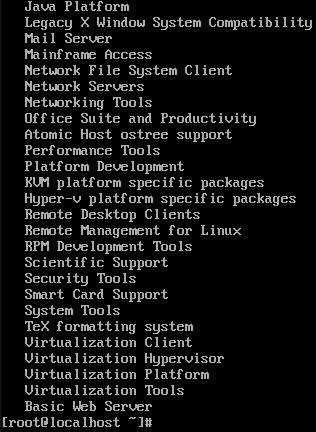 Java Platform
Legacy X Window System Compatibility
Mail Server
Mainframe Access
Network File System Client
Network Servers
Networking Tools
Office Suite and Productivity
Atomic Host ostree support
Performance Tools
Platform Development
KVM platform specific packages
Hyper-v platform specific packages
Remote Desktop Clients
Remote Management for Linux
RPM Development Tools
Scientific Support
Security Tools
Smart Card Support
System Tools
TeX formatting system
Virtualization Client
Virtualization Hypervisor
Virtualization Platform
Virtualization Tools
Basic Web Server
[root@localhost ~]#